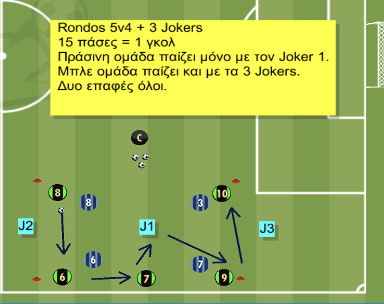 Rondos 5v4 + 3 Jokers
15 πάσες = 1 γκολ
Πράσινη ομάδα παίζει μόνο με τον Joker 1.
Μπλε ομάδα παίζει και με τα 3 Jokers.
Δυο επαφές όλοι.
C
8
8
3
10
J2
J1
J3
6
7
6
7
9